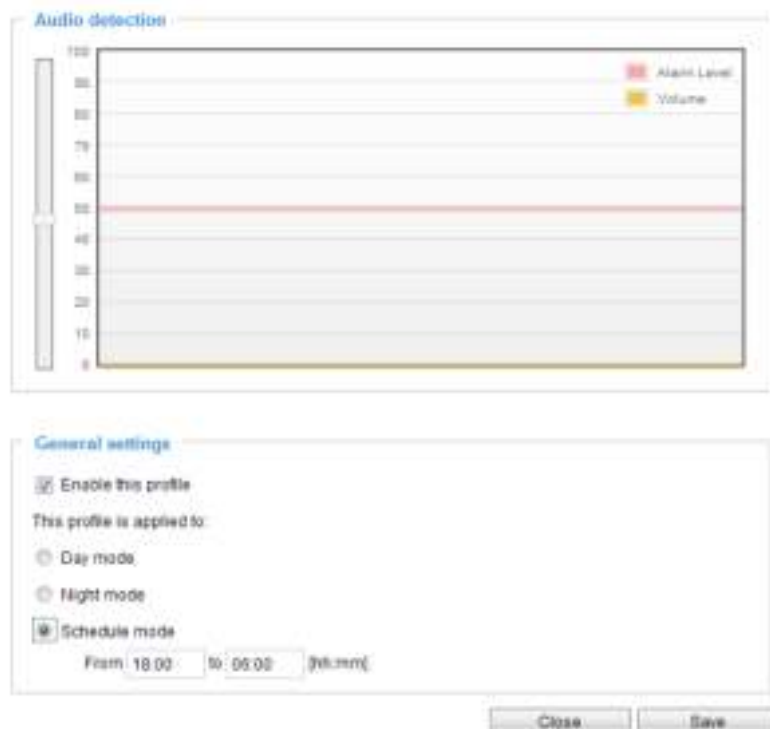 Audio detection
100
90
80
70
60
50
40
30
20
10
0
Alarm Level
Volume
General settings
Enable this profile
This profile is applied to:
Day mode
Night mode
Schedule mode
From 18:00 to 06:00 [hh:mm]
Close
Save